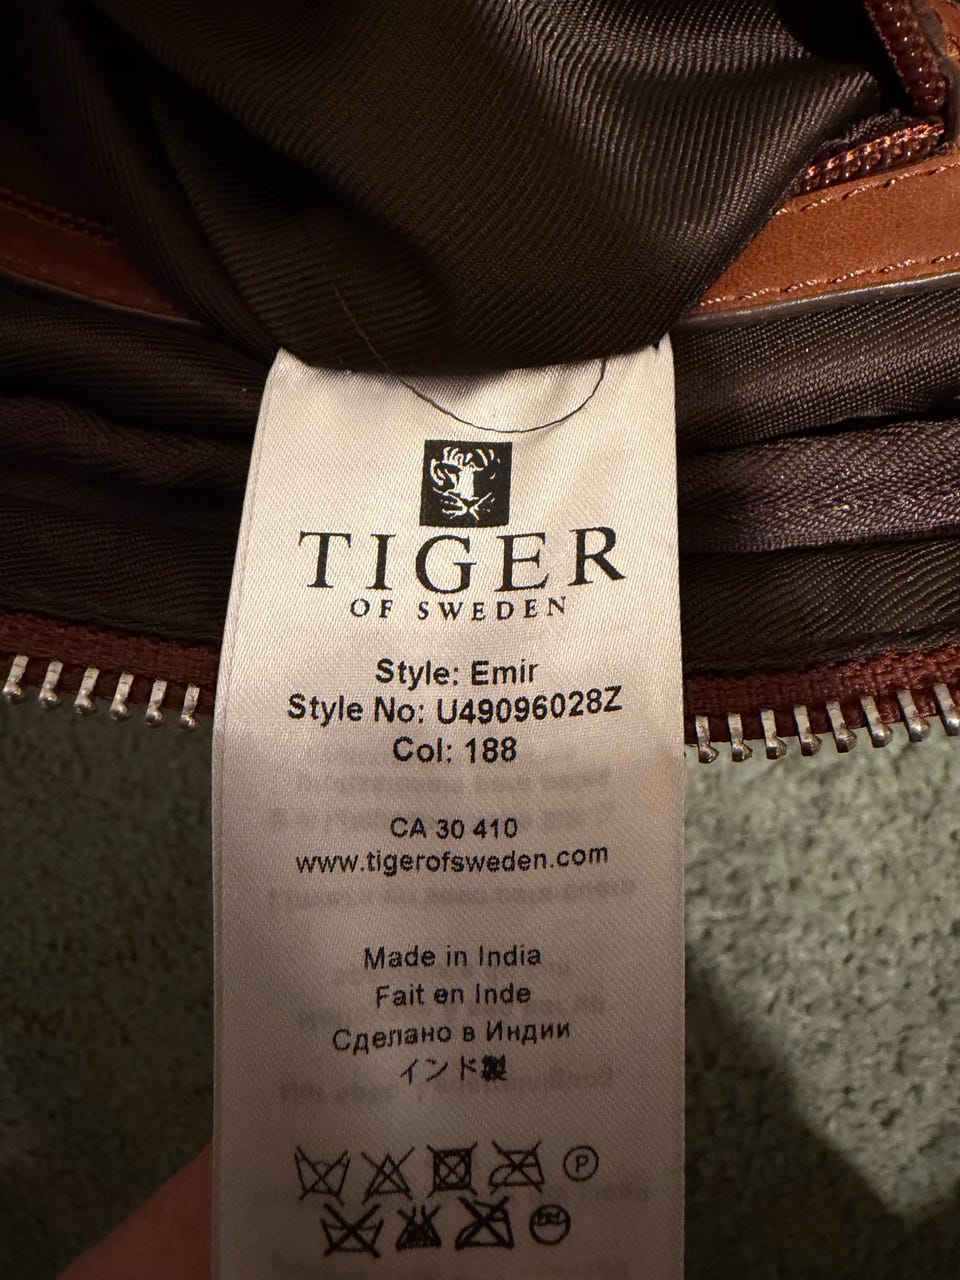 TIGER
OF SWEDEN
Style: Emir
Style No: U49096028Z
Col: 188
CA 30 410
www.tigerofsweden.com
Made in India
Fait en Inde
Сделано в Индии
インド製
P